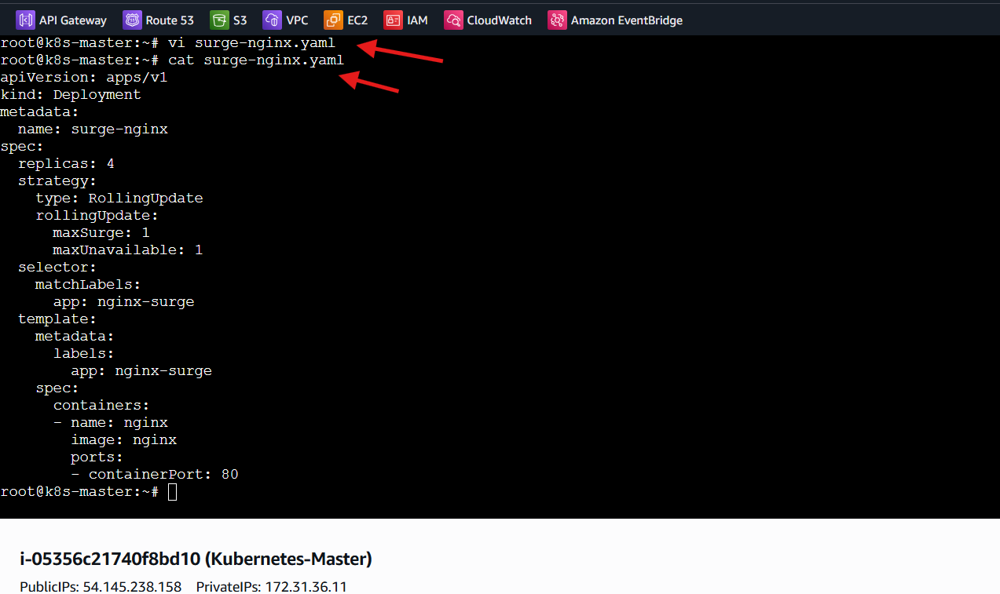 API Gateway Route 53 S3 VPC EC2 IAM CloudWatch Amazon EventBridge
root@k8s-master:~# vi surge-nginx.yaml
root@k8s-master:~# cat surge-nginx.yaml
apiVersion: apps/v1
kind: Deployment
metadata:
  name: surge-nginx
spec:
  replicas: 4
  strategy:
    type: RollingUpdate
    rollingUpdate:
      maxSurge: 1
      maxUnavailable: 1
  selector:
    matchLabels:
      app: nginx-surge
  template:
    metadata:
      labels:
        app: nginx-surge
    spec:
      containers:
      - name: nginx
        image: nginx
        ports:
        - containerPort: 80
root@k8s-master:~#
i-05356c21740f8bd10 (Kubernetes-Master)
PublicIPs: 54.145.238.158 PrivateIPs: 172.31.36.11